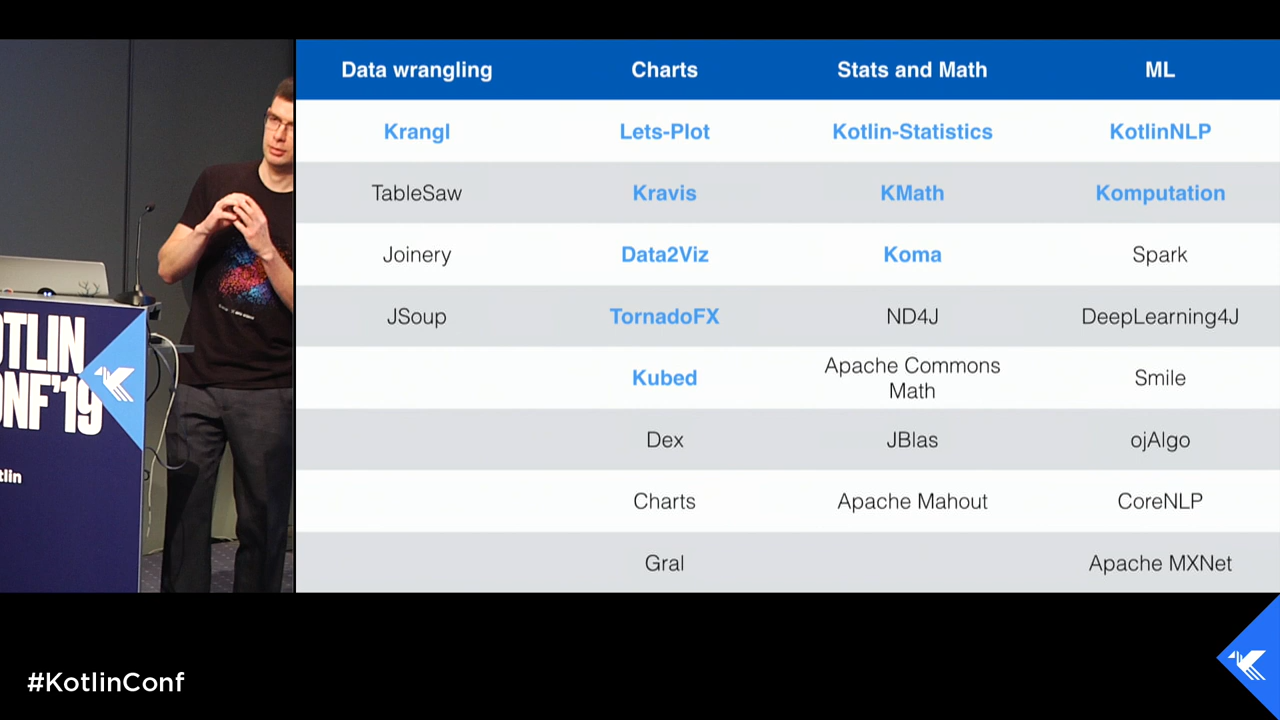 Data wrangling Charts Stats and Math ML
Krangl Lets-Plot Kotlin-Statistics KotlinNLP
TableSaw Kravis KMath Komputation
Joinery Data2Viz Koma Spark
JSoup TornadoFX ND4J DeepLearning4J
Kubed Apache Commons Math Smile
Dex JBlas ojAlgo
Charts Apache Mahout CoreNLP
Gral Apache MXNet
OTLIN
ONF'19
tlin
#KotlinConf